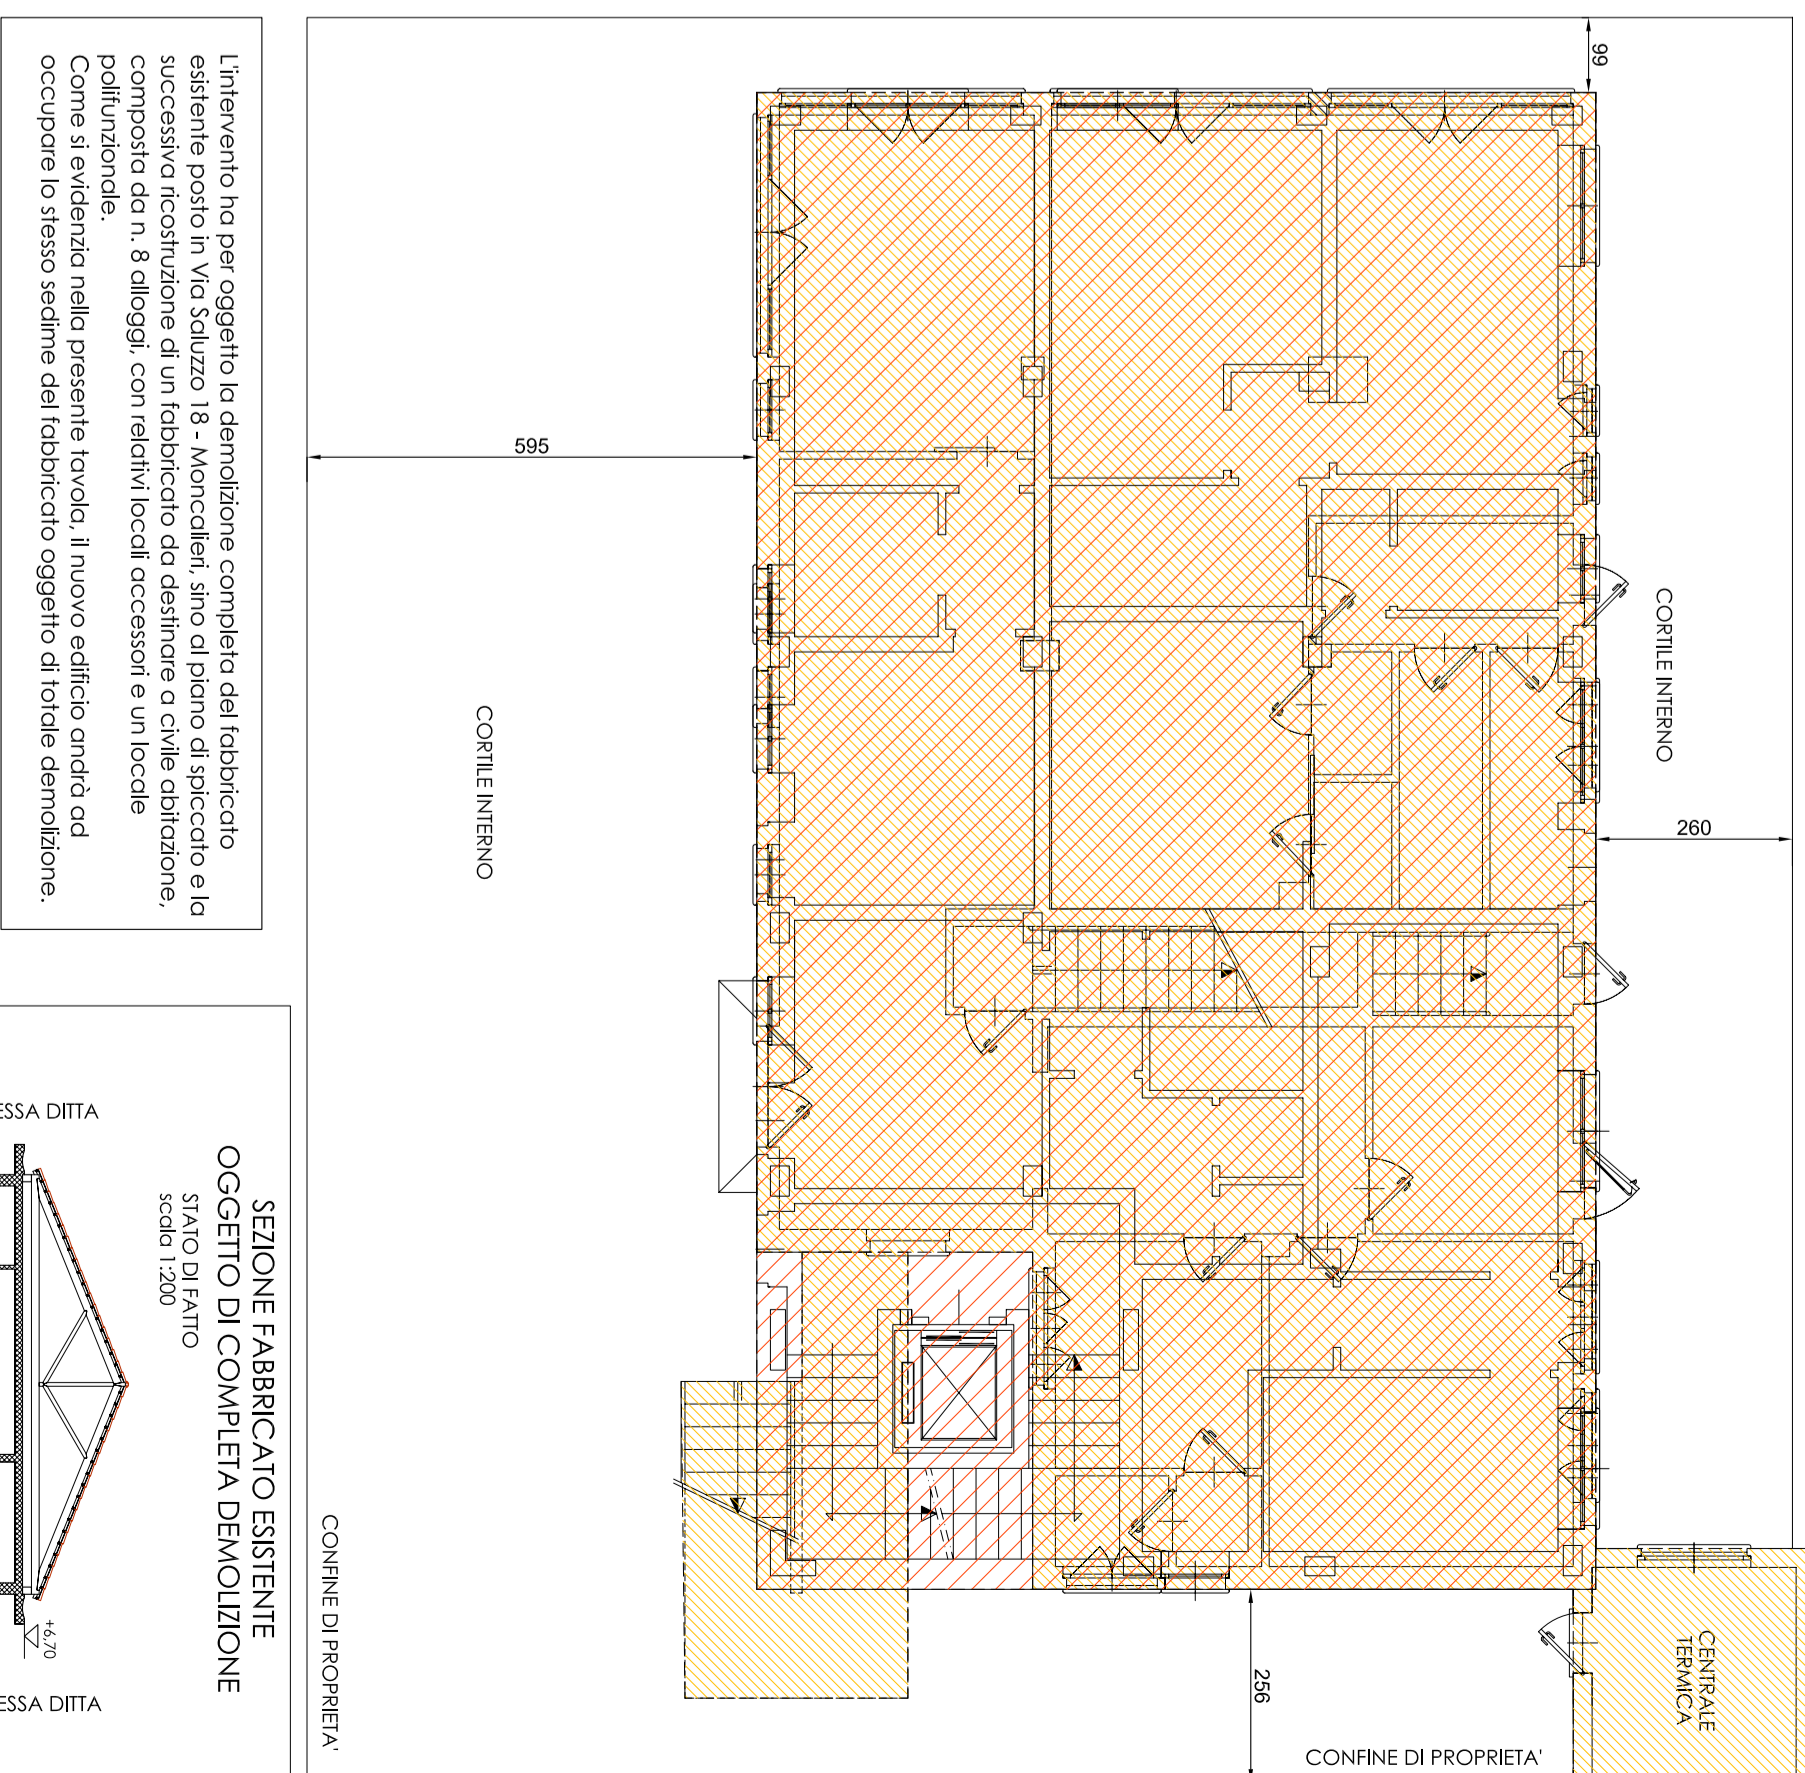 L'intervento ha per oggetto la demolizione completa del fabbricato
esistente posto in Via Saluzzo 18 - Moncalieri, sino al piano di spiccato e la
successiva ricostruzione di un fabbricato da destinare a civile abitazione,
composta da n. 8 alloggi, con relativi locali accessori e un locale
polifunzionale.
Come si evidenzia nella presente tavola, il nuovo edificio andrà ad
occupare lo stesso sedime del fabbricato oggetto di totale demolizione.
SEZIONE FABBRICATO ESISTENTE
OGGETTO DI COMPLETA DEMOLIZIONE
STATO DI FATTO
scala 1:200
ESSA DITTA
+6,70
ESSA DITTA
99
595
CORTILE INTERNO
CORTILE INTERNO
260
256
CENTRALE
TERMICA
CONFINE DI PROPRIETA'
CONFINE DI PROPRIETA'